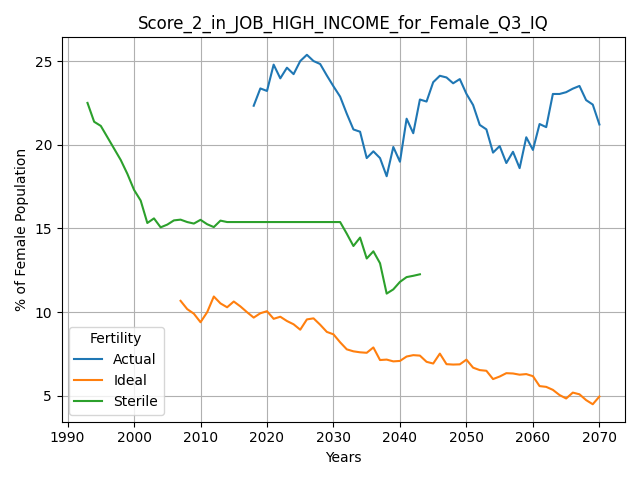 Score_2_in_JOB_HIGH_INCOME_for_Female_Q3_IQ
% of Female Population
25
20
15
10
5
Fertility
Actual
Ideal
Sterile
1990 2000 2010 2020 2030 2040 2050 2060 2070
Years